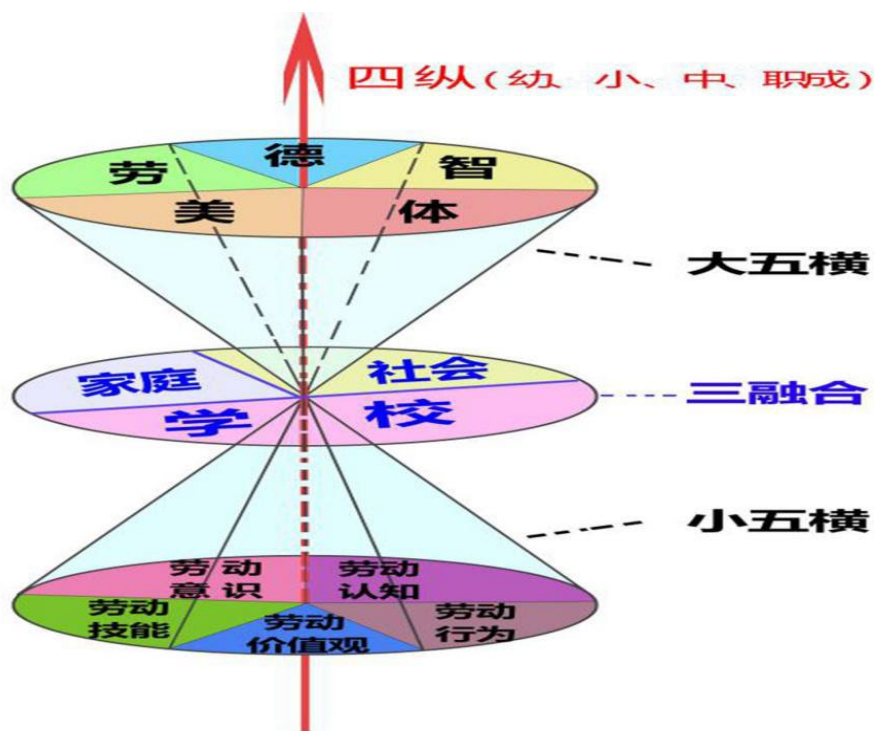 四纵(幼、小、中、职成)
德
劳
智
美
体
大五横
家庭
社会
三融合
学校
小五横
劳动
意识
劳动
认知
劳动
技能
劳动
价值观
劳动
行为